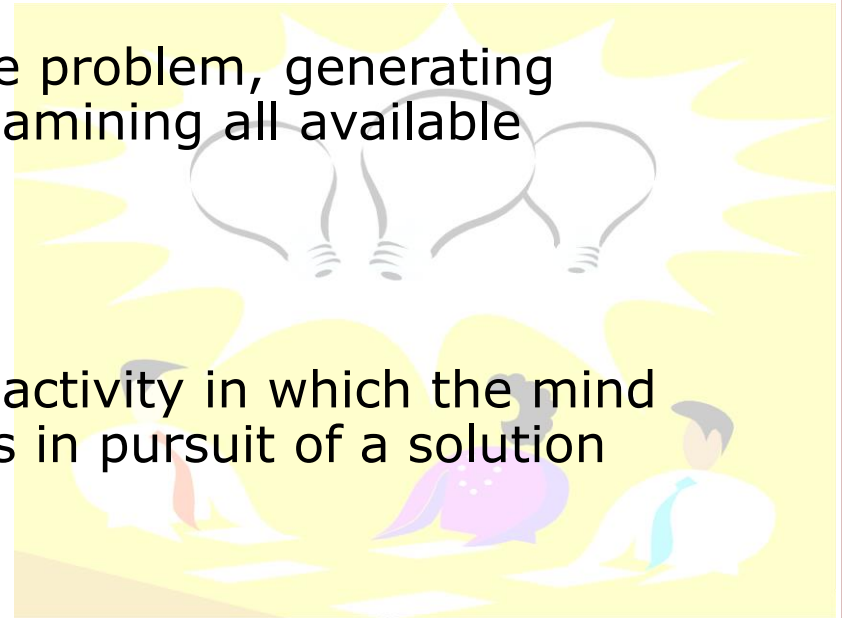 e problem, generating
amining all available
activity in which the mind
s in pursuit of a solution